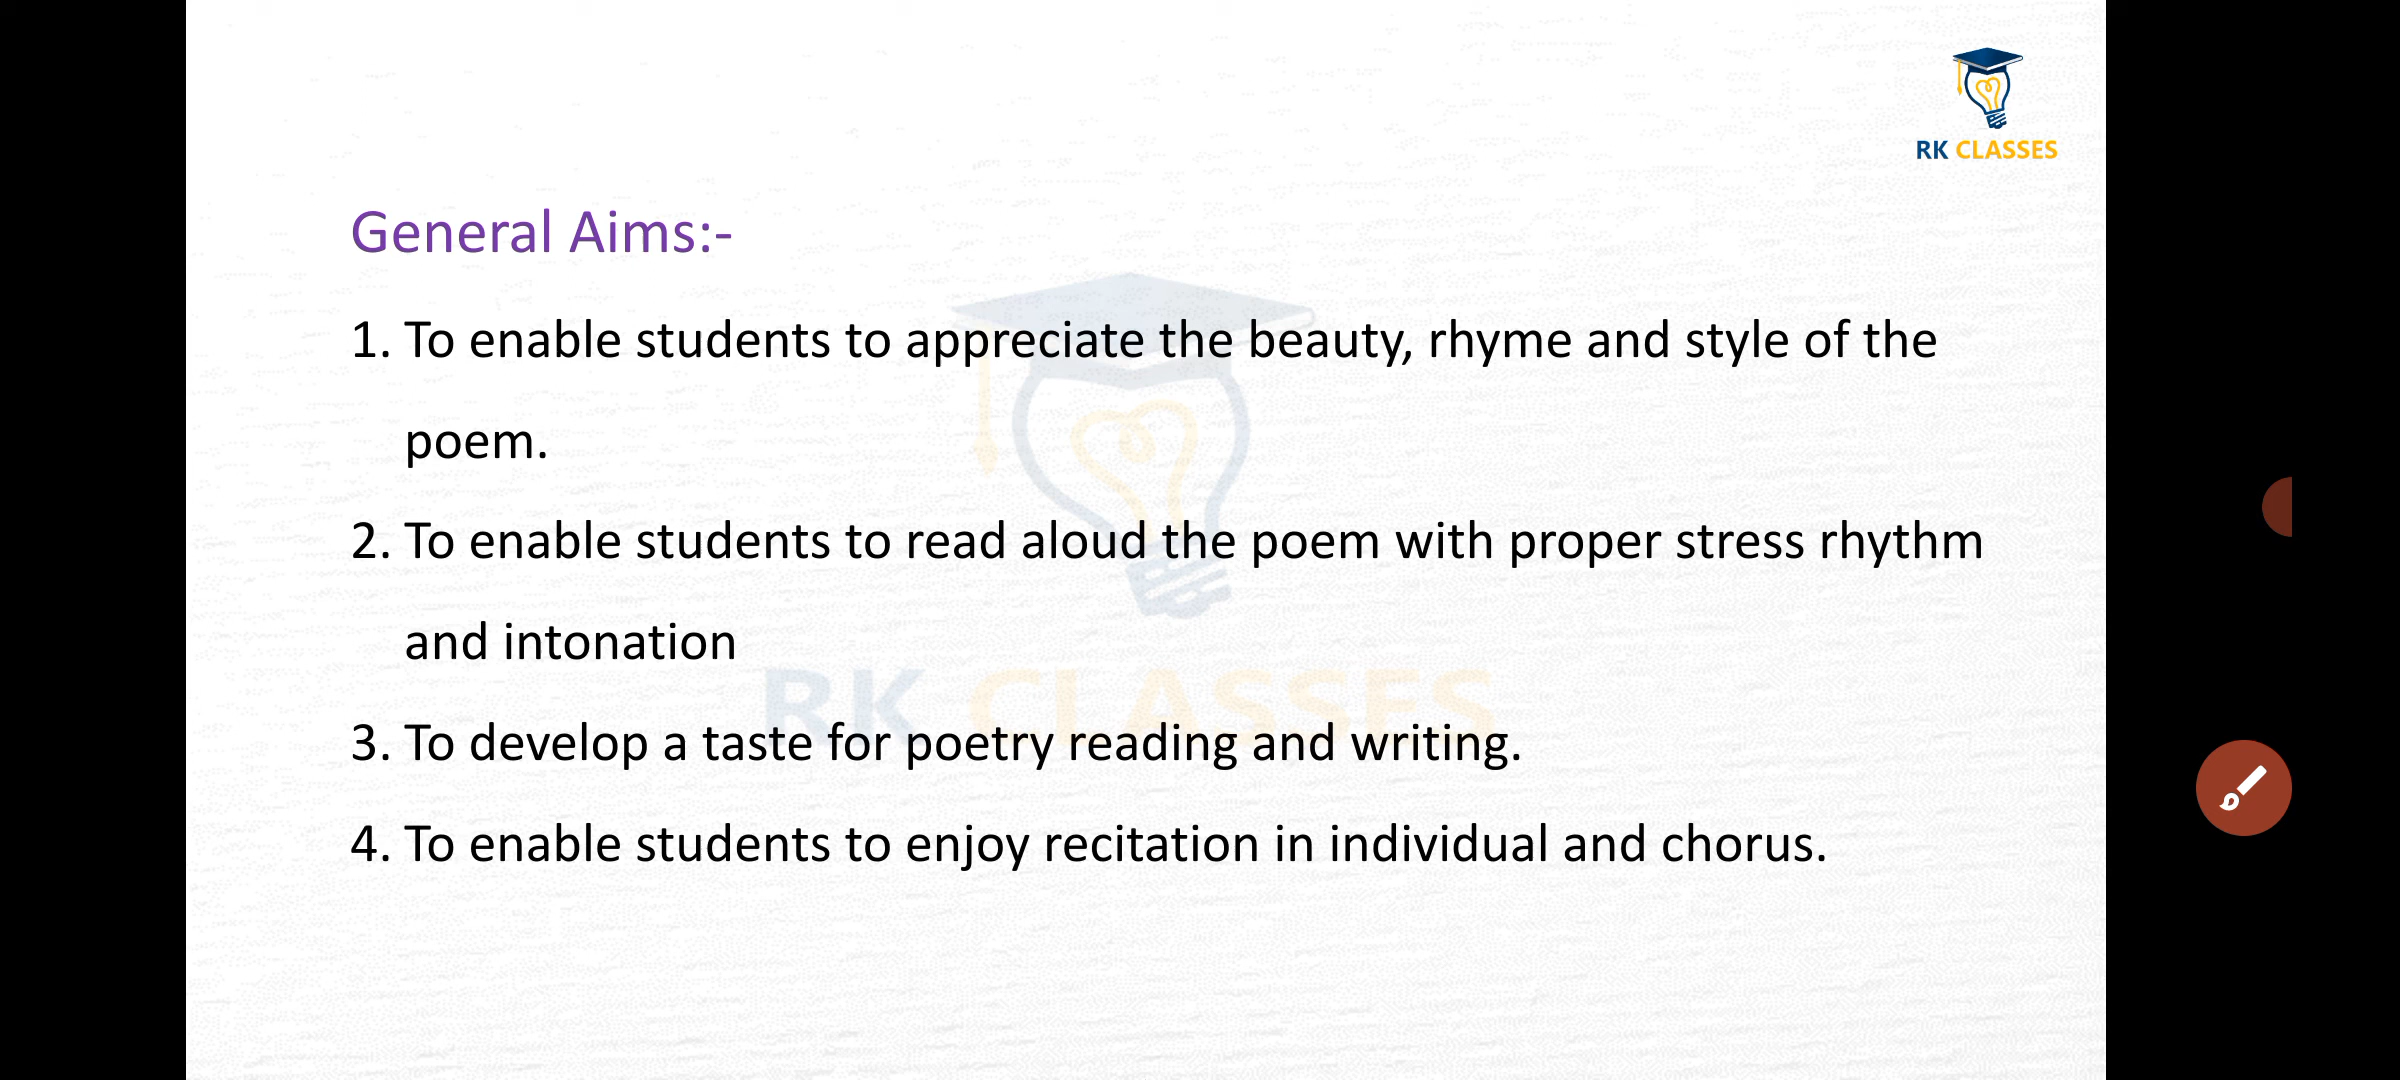 RK CLASSES
General Aims:-
1. To enable students to appreciate the beauty, rhyme and style of the
poem.
2. To enable students to read aloud the poem with proper stress rhythm
and intonation
RK CLASSES
3. To develop a taste for poetry reading and writing.
4. To enable students to enjoy recitation in individual and chorus.